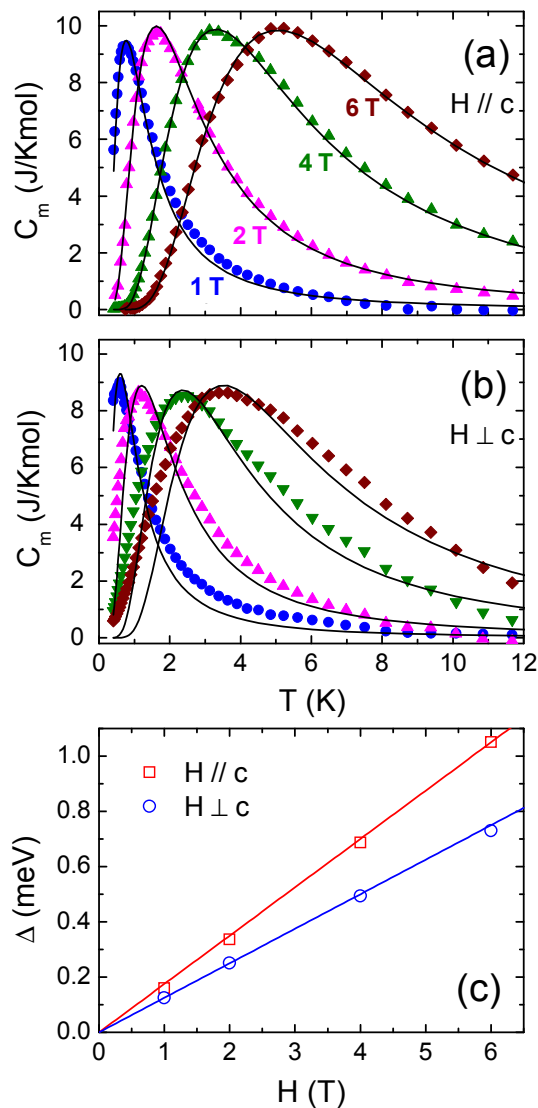 (a)
H // c
6 T
4 T
2 T
1 T
C_m (J/Kmol)
10
8
6
4
2
0
(b)
H ⊥ c
C_m (J/Kmol)
10
8
6
4
2
0
0 2 4 6 8 10 12
T (K)
H // c
H ⊥ c
(c)
Δ (meV)
1.0
0.8
0.6
0.4
0.2
0.0
0 1 2 3 4 5 6
H (T)